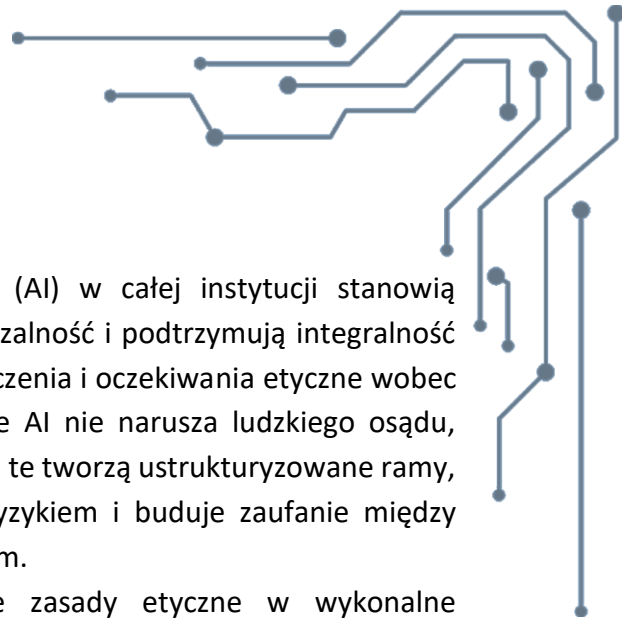 (AI) w całej instytucji stanowią
zalność i podtrzymują integralność
czenia i oczekiwania etyczne wobec
e AI nie narusza ludzkiego osądu,
te tworzą ustrukturyzowane ramy,
yzykiem i buduje zaufanie między
m.
e zasady etyczne w wykonalne